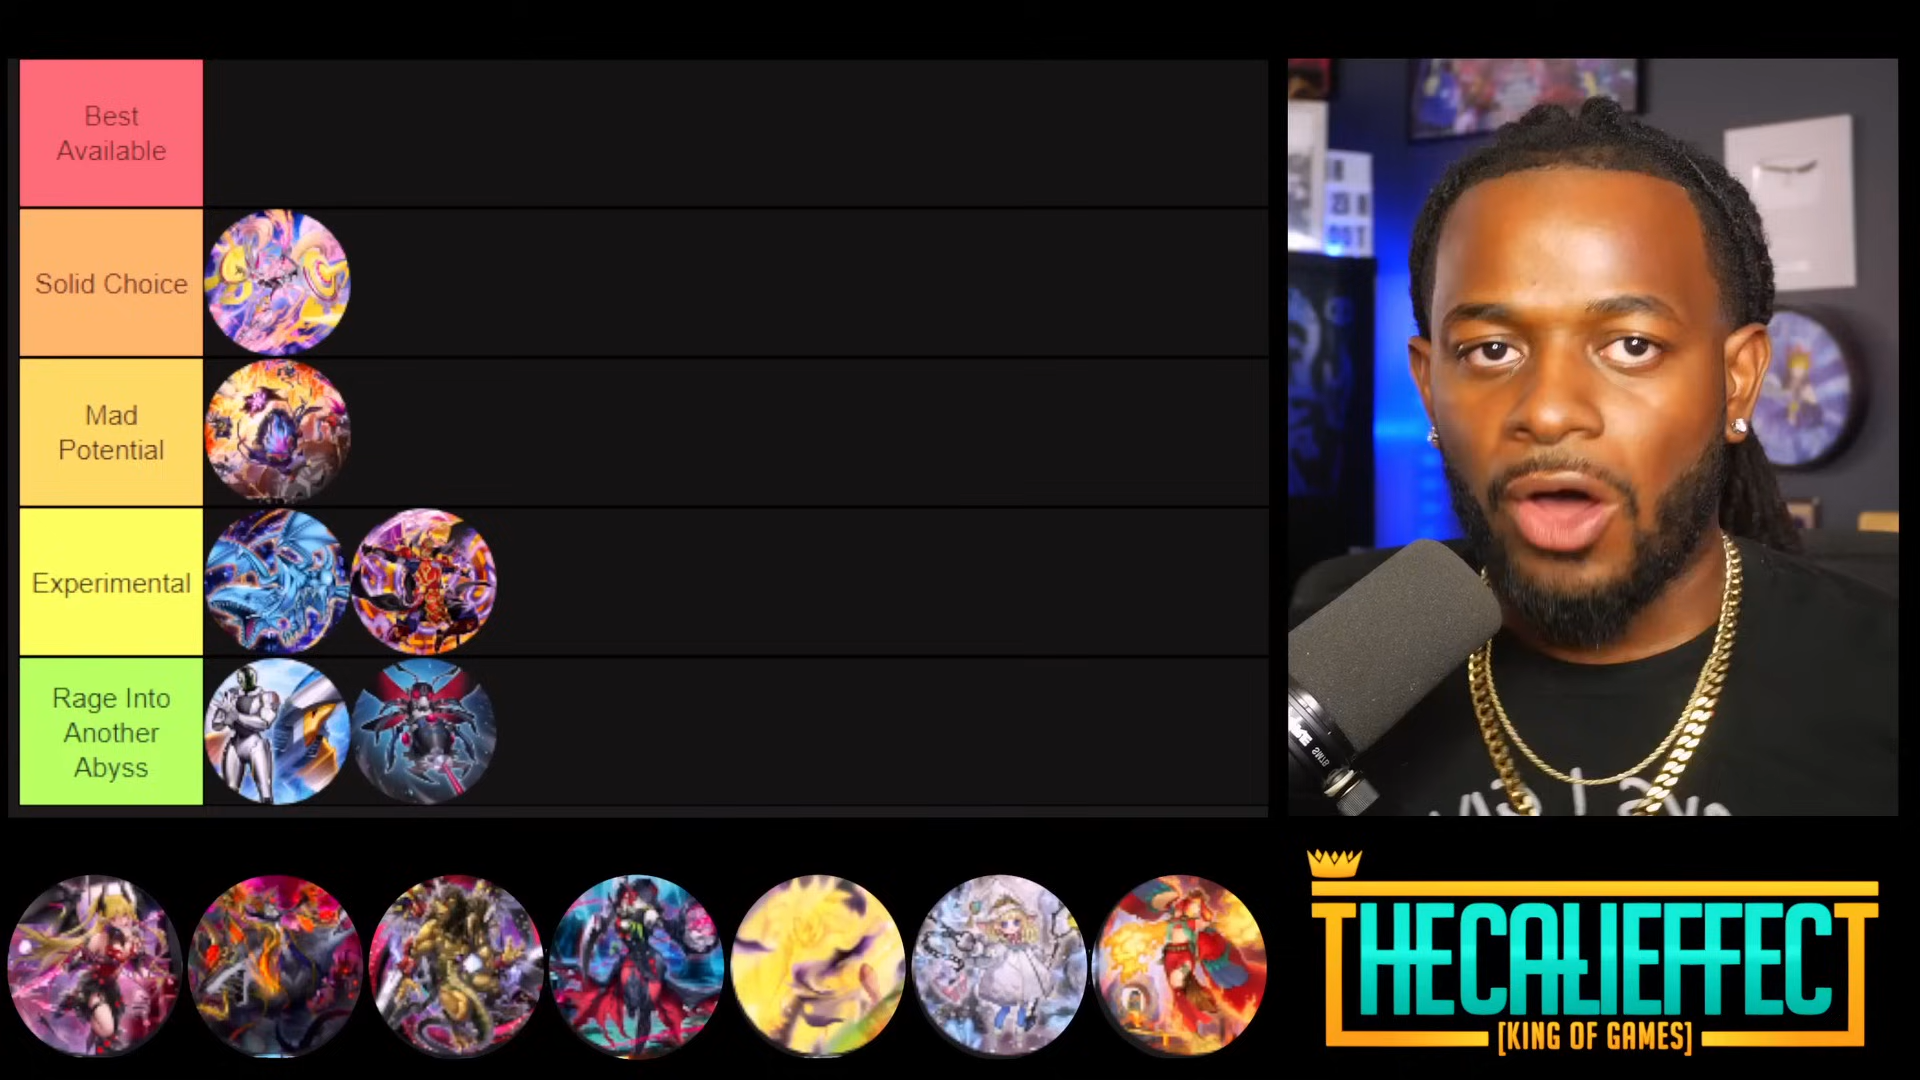 Best
Available
Solid Choice
Mad
Potential
Experimental
Rage Into
Another
Abyss
THECALIEFFECT
[KING OF GAMES]